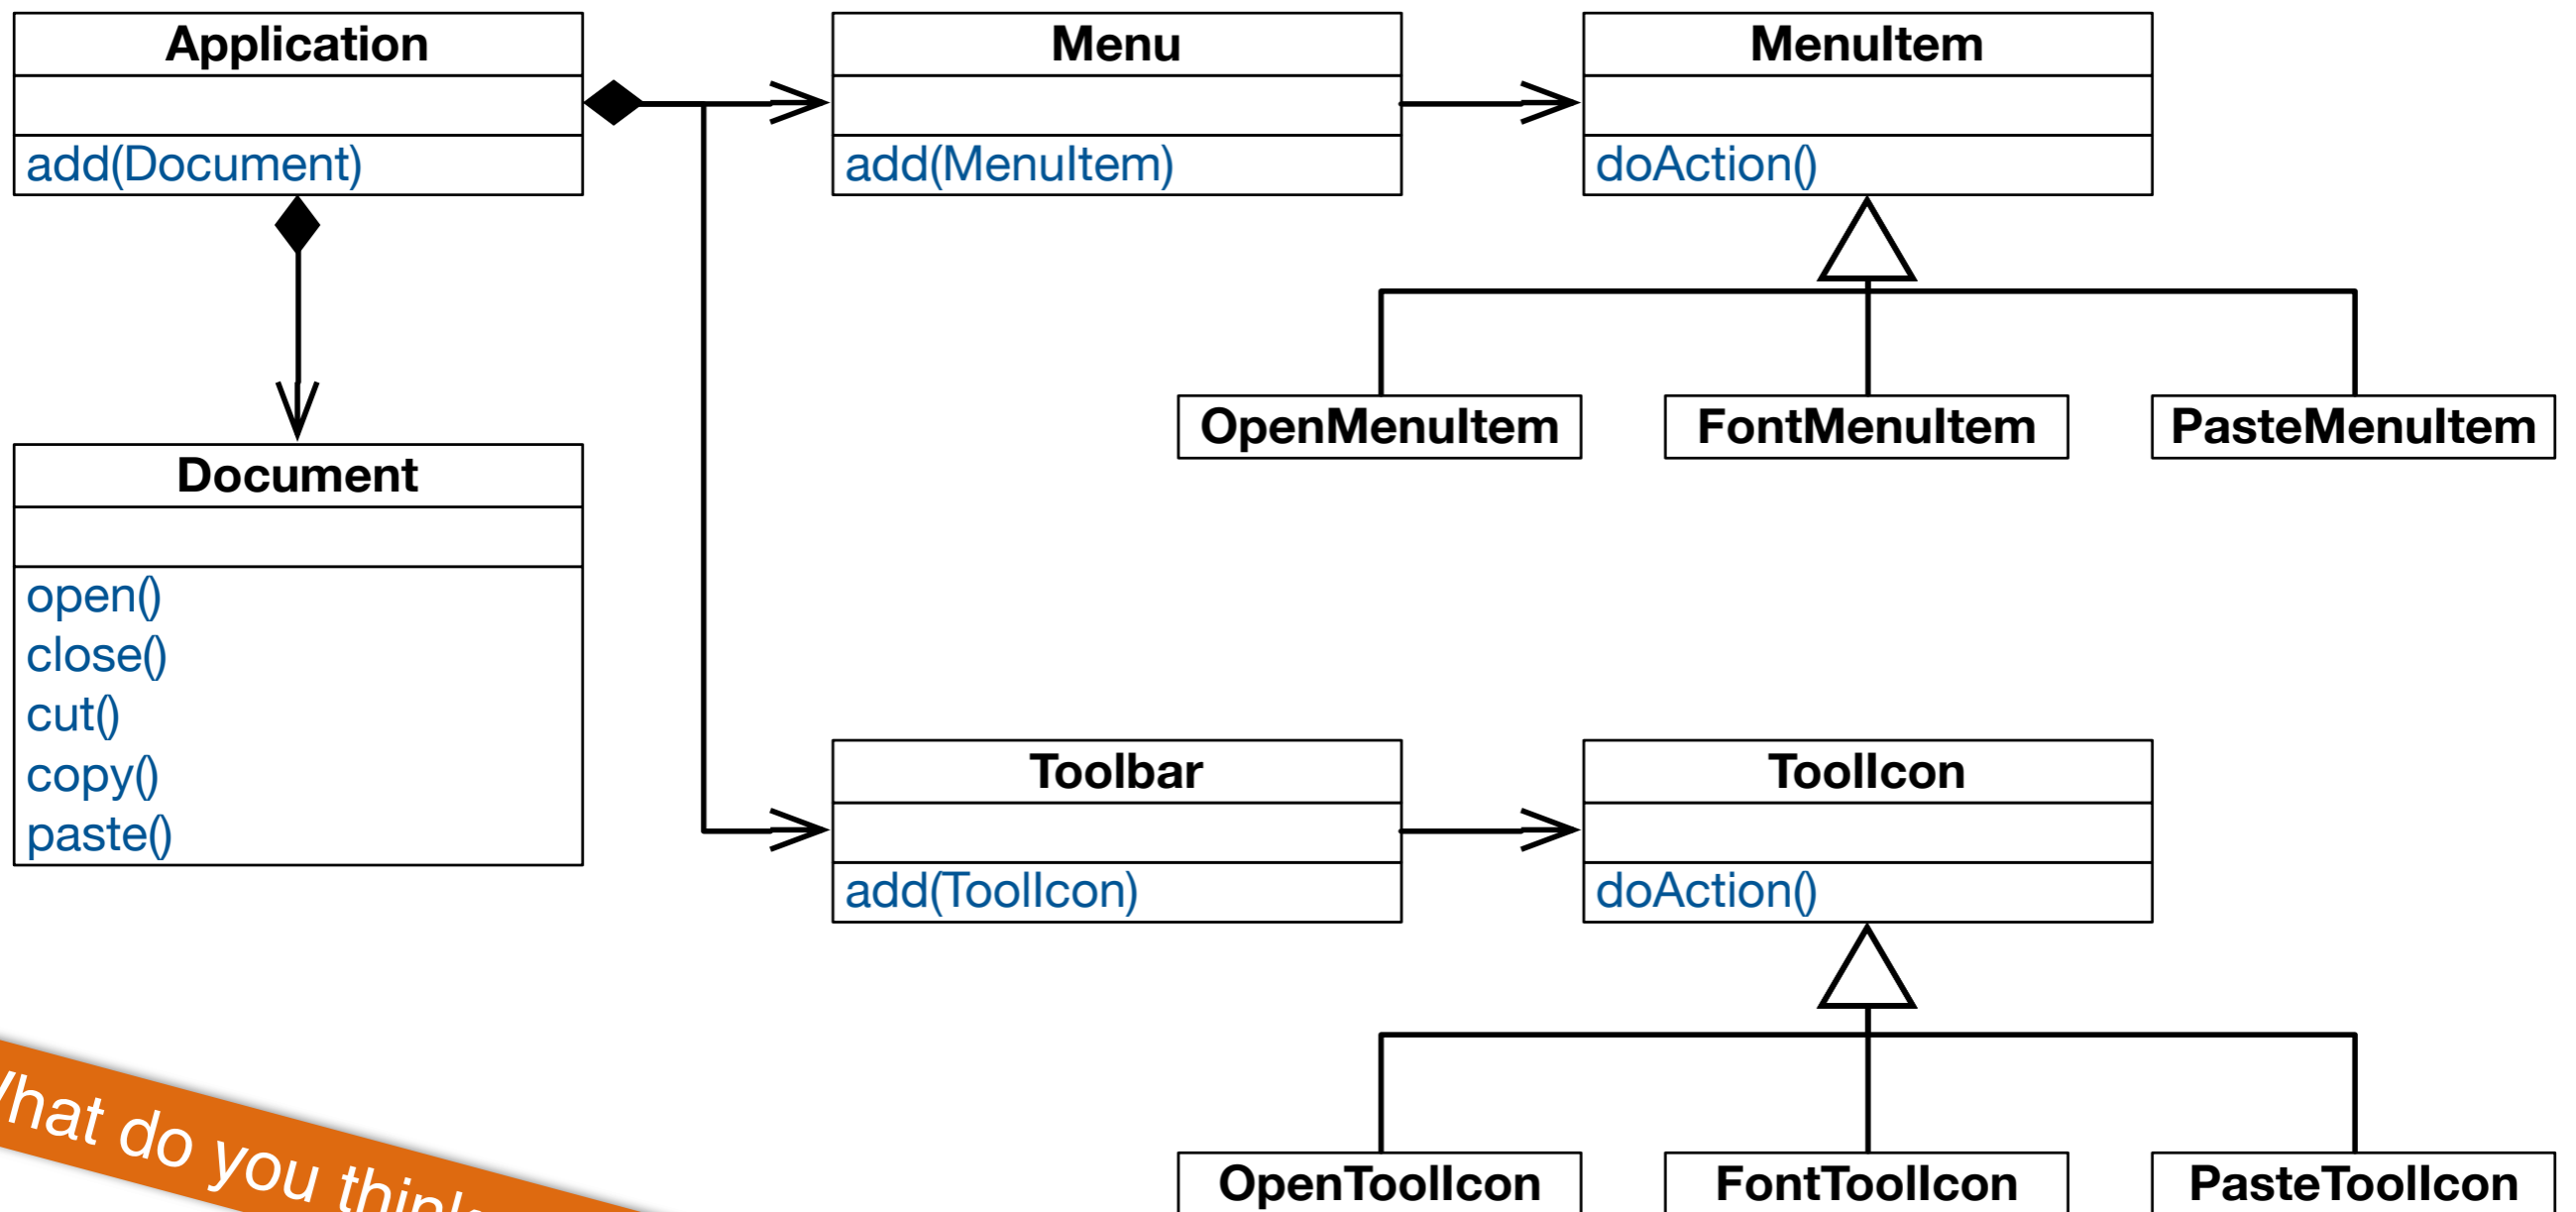 Application
add(Document)
Menu
add(MenuItem)
MenuItem
doAction()
OpenMenuItem
FontMenuItem
PasteMenuItem
Document
open()
close()
cut()
copy()
paste()
Toolbar
add(ToolIcon)
ToolIcon
doAction()
OpenToolIcon
FontToolIcon
PasteToolIcon
do you